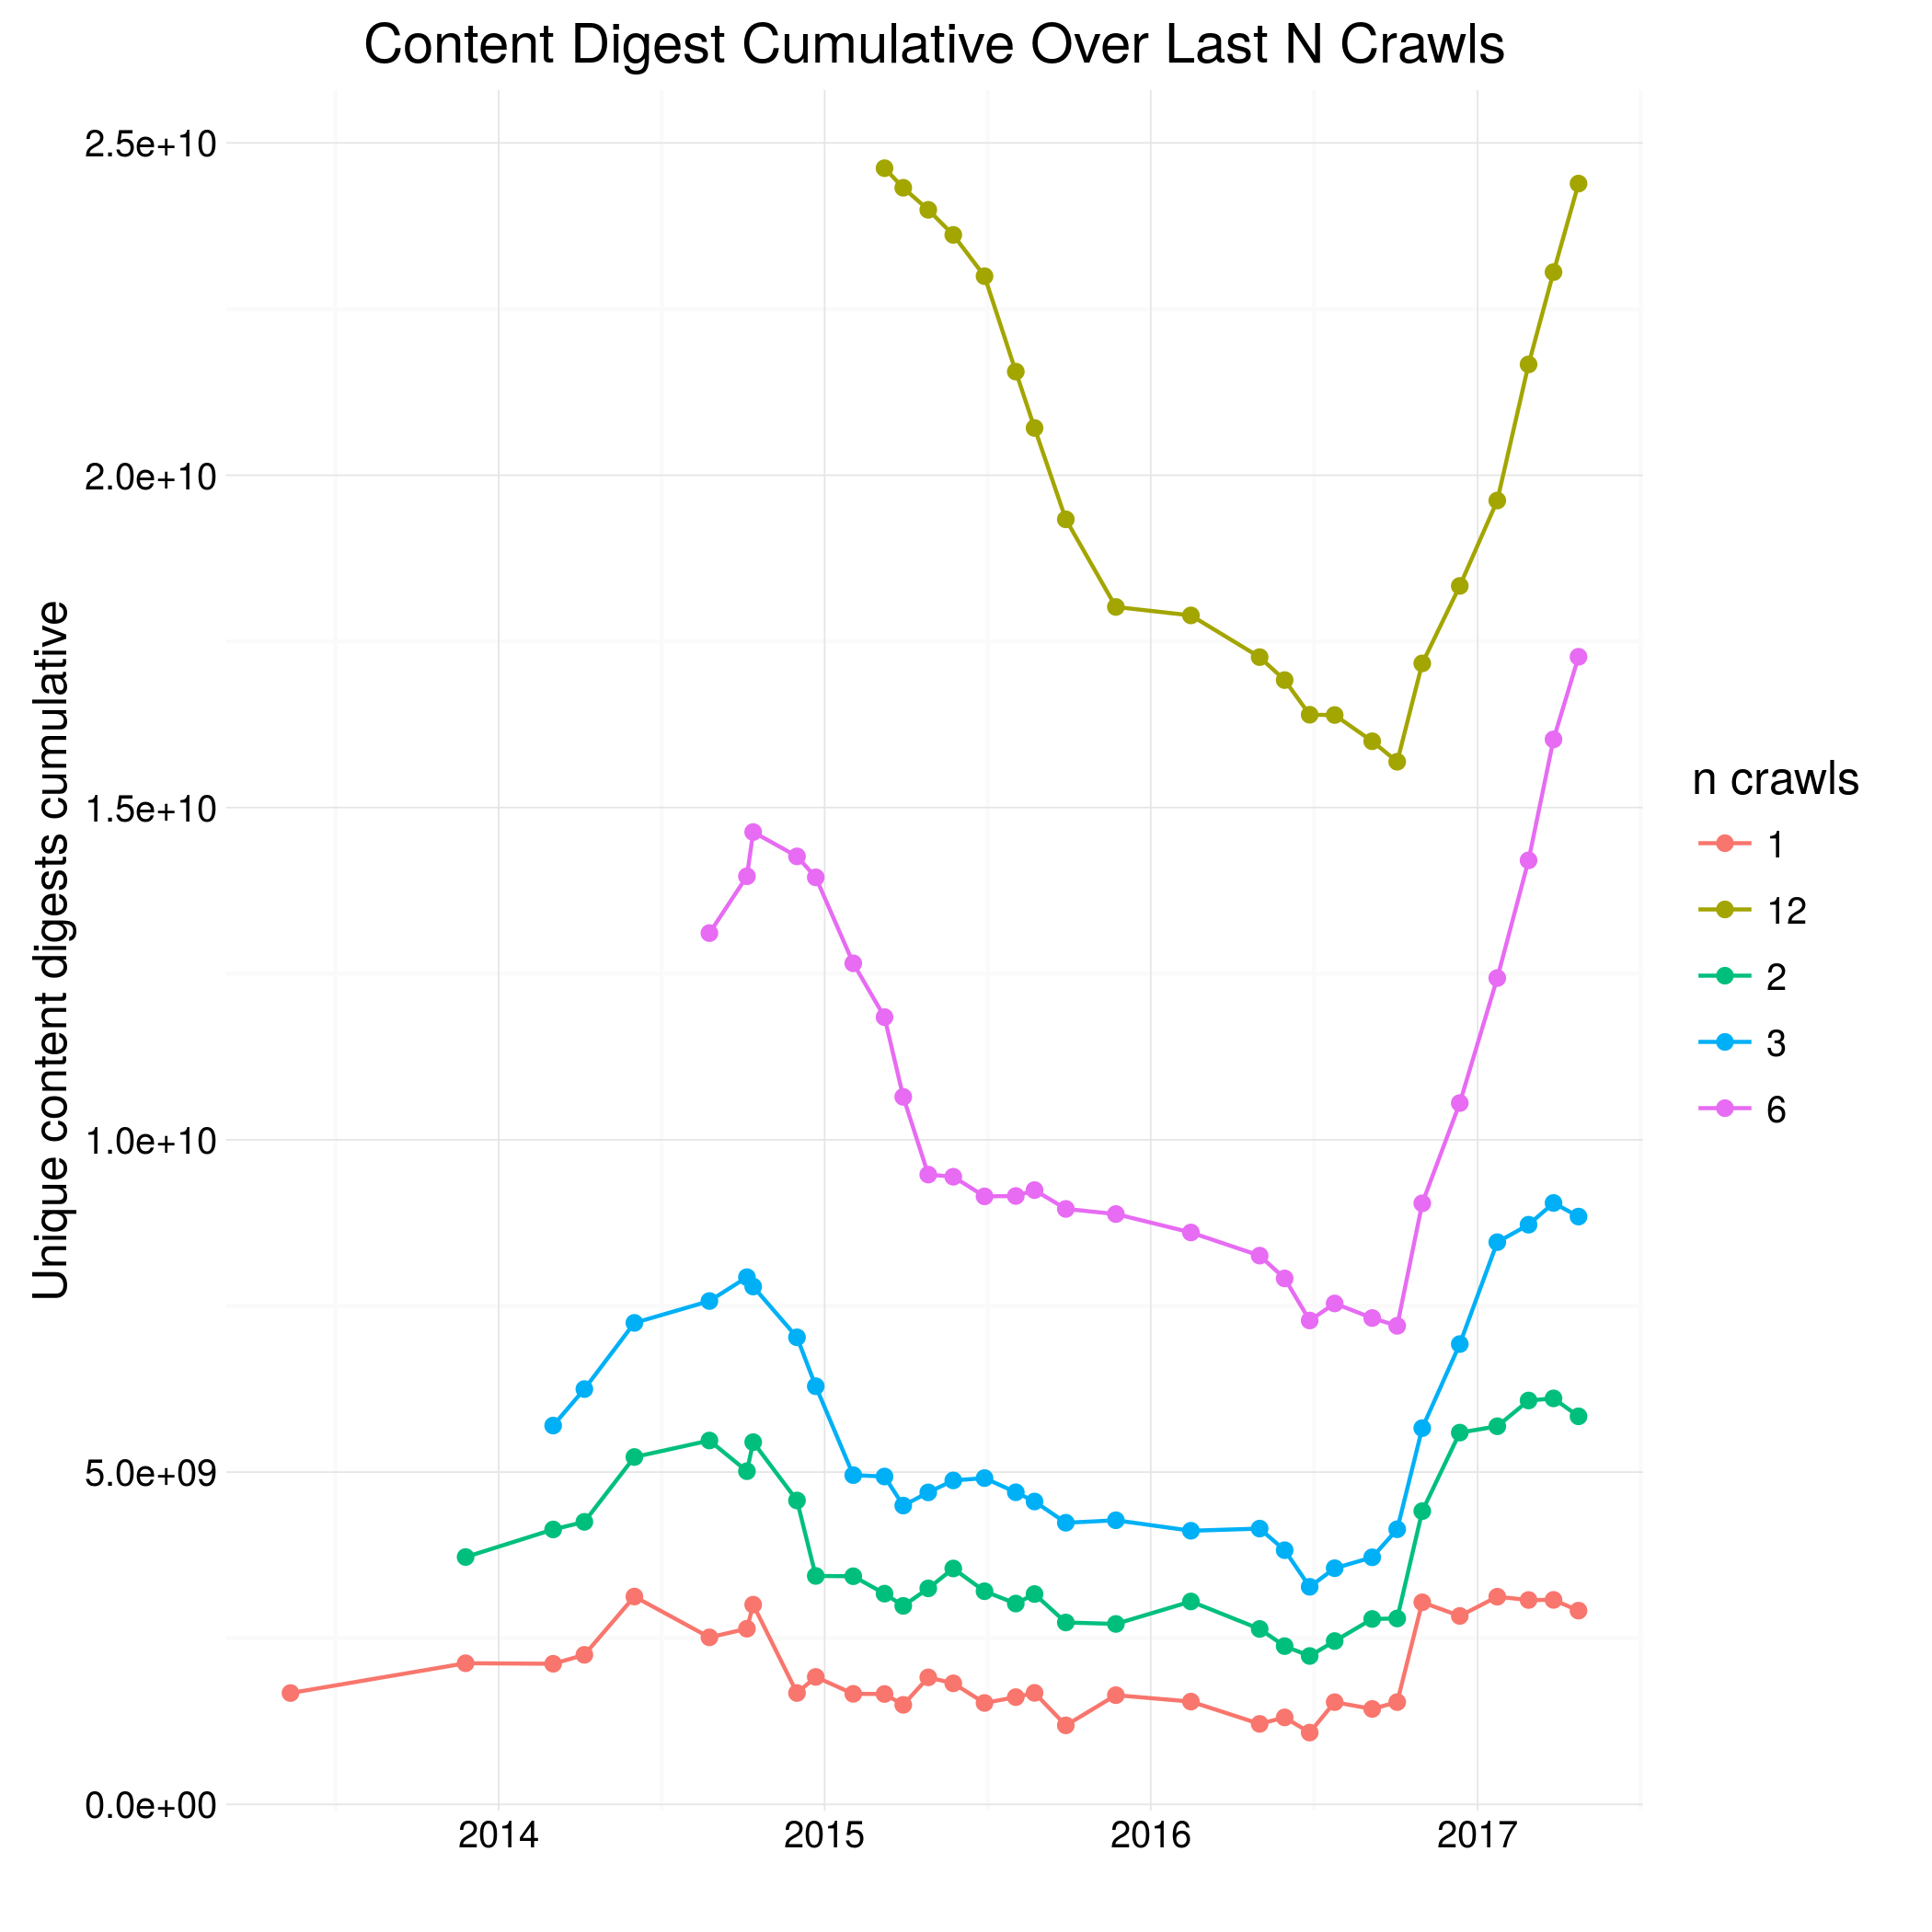 Content Digest Cumulative Over Last N Crawls
Unique content digests cumulative
2.5e+10
2.0e+10
1.5e+10
1.0e+10
5.0e+09
0.0e+00
2014
2015
2016
2017
n crawls
1
12
2
3
6